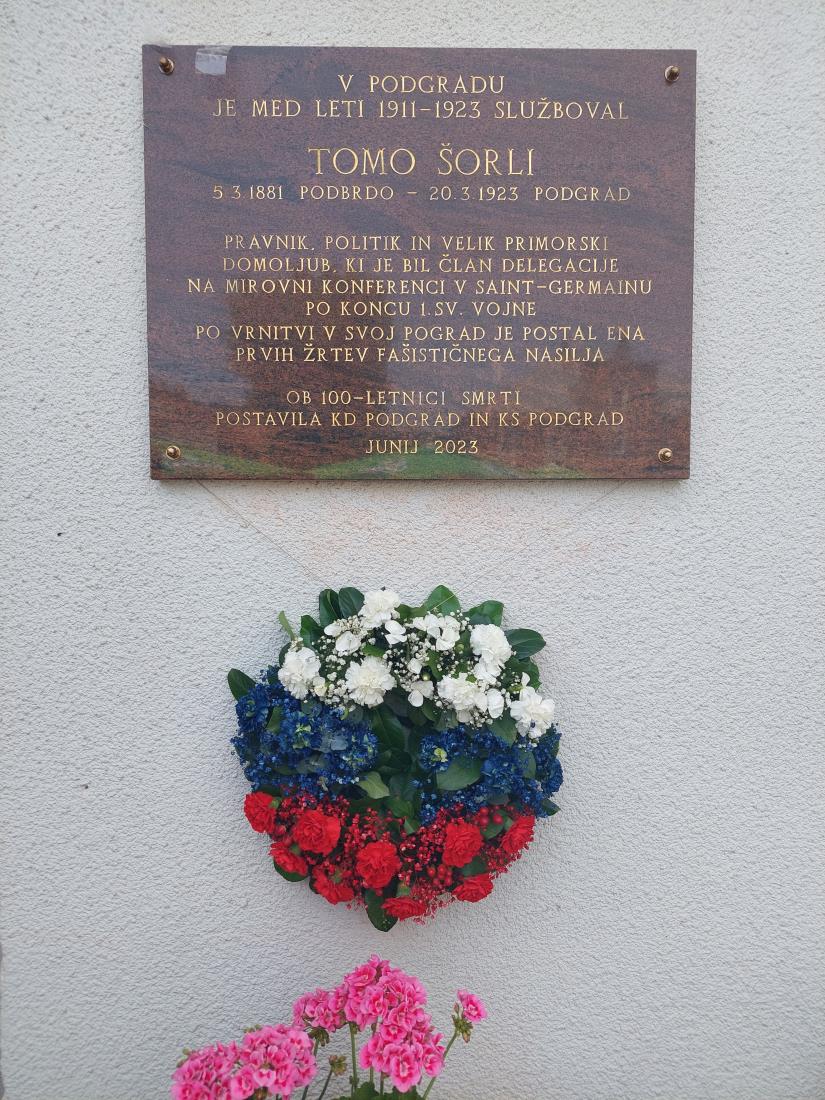 V PODGRADU
JE MED LETI 1911-1923 SLUŽBOVAL
TOMO ŠORLI
5.3.1881 PODBRDO - 20.3.1923 PODGRAD
PRAVNIK, POLITIK IN VELIK PRIMORSKI
DOMOLJUB, KI JE BIL ČLAN DELEGACIJE
NA MIROVNI KONFERENCI V SAINT-GERMAINU
PO KONCU 1.SV. VOJNE
PO VRNITVI V SVOJ POGRAD JE POSTAL ENA
PRVIH ŽRTEV FAŠISTIČNEGA NASILJA
OB 100-LETNICI SMRTI
POSTAVILA KD PODGRAD IN KS PODGRAD
JUNIJ 2023